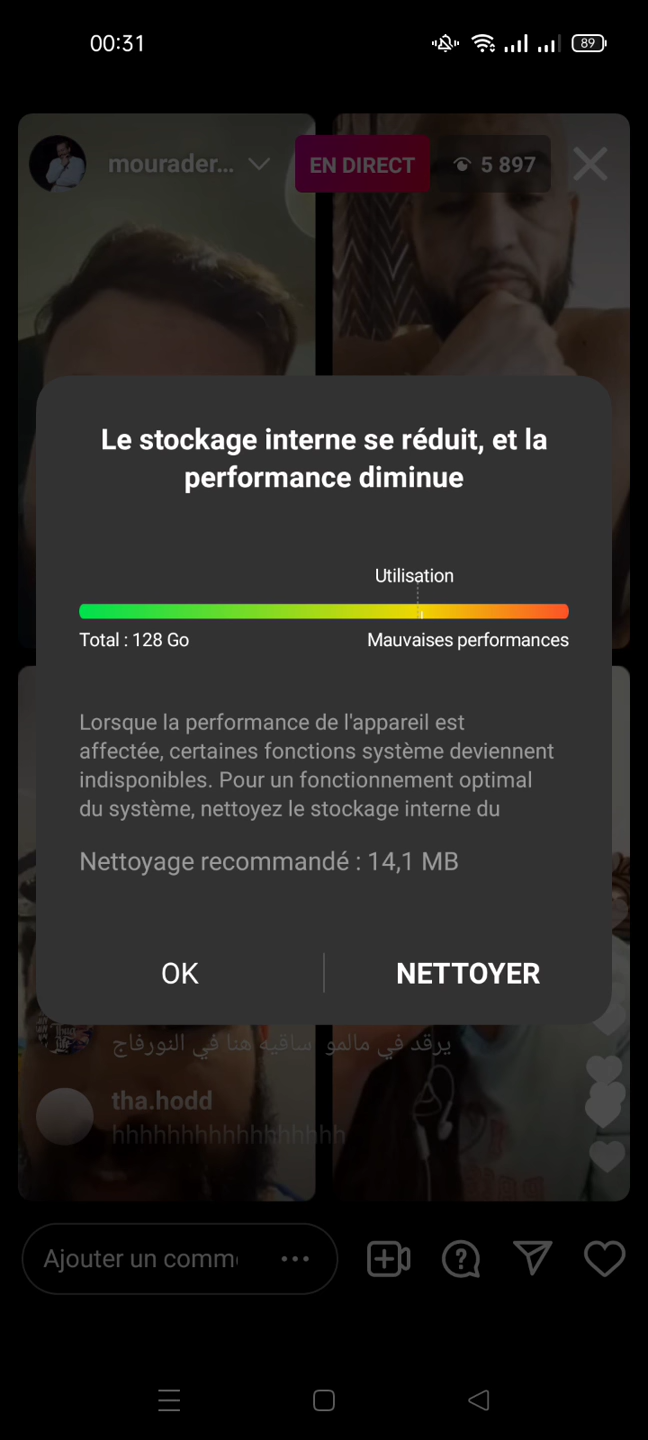 00:31
89
mourader...
EN DIRECT
5 897
Le stockage interne se réduit, et la
performance diminue
Utilisation
Total : 128 Go
Mauvaises performances
Lorsque la performance de l'appareil est
affectée, certaines fonctions système deviennent
indisponibles. Pour un fonctionnement optimal
du système, nettoyez le stockage interne du
Nettoyage recommandé : 14,1 MB
OK
NETTOYER
يرقد في مالمو ساقيه هنا في النورفاج
tha.hodd
hhhhhhhhhhhhhhhhh
Ajouter un comm